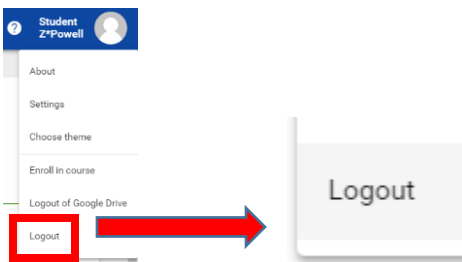 ?
Student
Z*Powell
About
Settings
Choose theme
Enroll in course
Logout of Google Drive
Logout
Logout